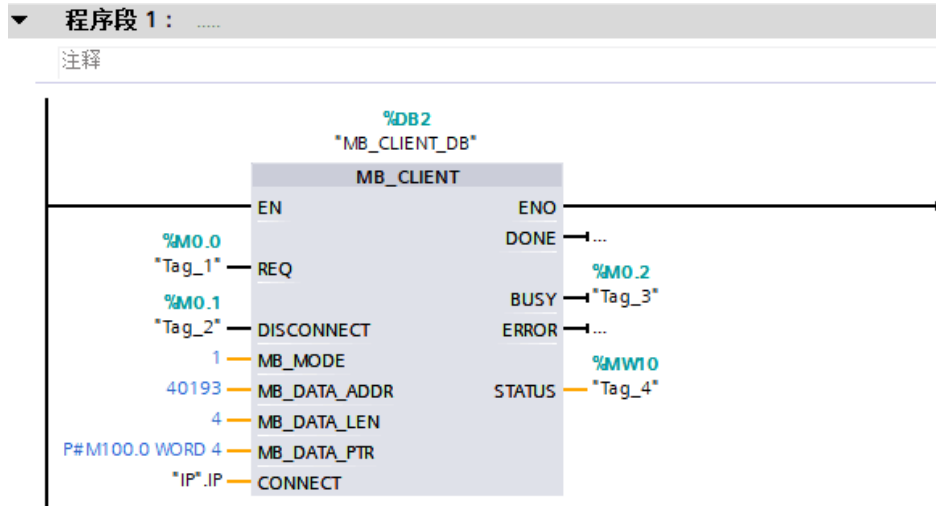 程序段 1： .....
注释
%DB2
"MB_CLIENT_DB"
MB_CLIENT
EN ENO
DONE ...
%M0.0
"Tag_1" REQ
%M0.2
BUSY "Tag_3"
%M0.1
"Tag_2" DISCONNECT
ERROR ...
1 MB_MODE
%MW10
40193 MB_DATA_ADDR
STATUS "Tag_4"
4 MB_DATA_LEN
P#M100.0 WORD 4 MB_DATA_PTR
"IP".IP CONNECT